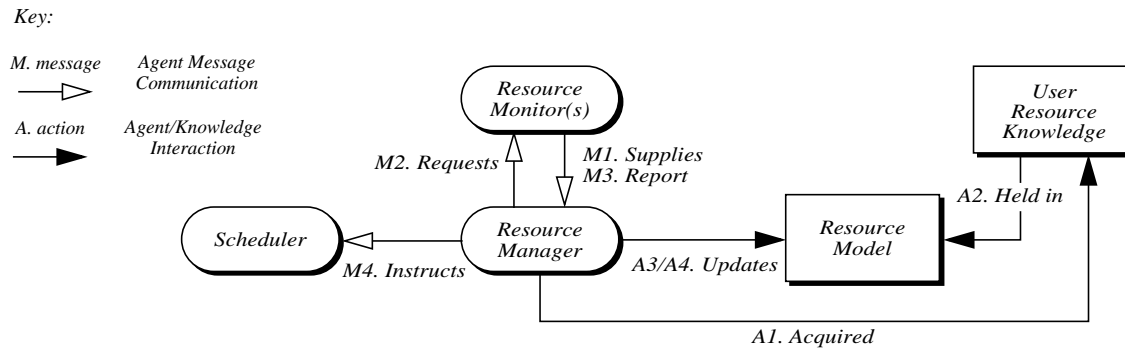 Key:
M. message
Agent Message
Communication
A. action
Agent/Knowledge
Interaction
Resource
Monitor(s)
User
Resource
Knowledge
M2. Requests
M1. Supplies
M3. Report
A2. Held in
Scheduler
Resource
Manager
Resource
Model
M4. Instructs
A3/A4. Updates
A1. Acquired